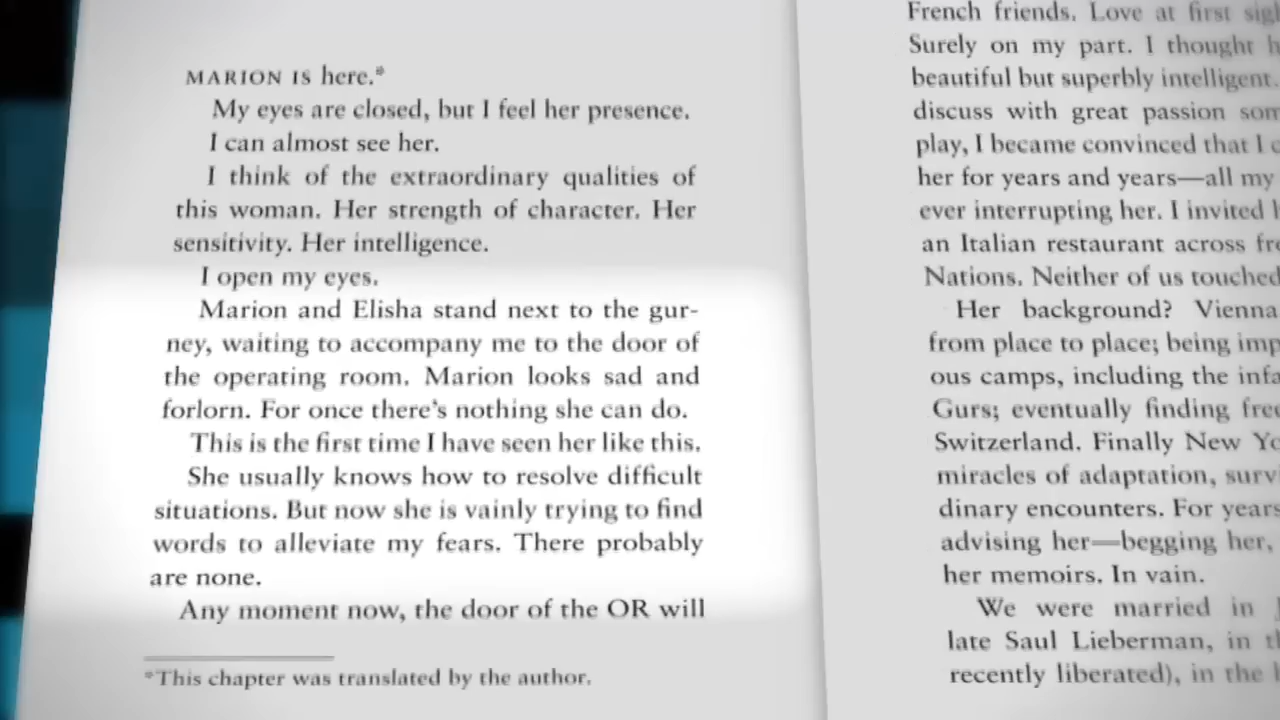 MARION IS here.*
My eyes are closed, but I feel her presence.
I can almost see her.
I think of the extraordinary qualities of
this woman. Her strength of character. Her
sensitivity. Her intelligence.
I open my eyes.
Marion and Elisha stand next to the gur-
ney, waiting to accompany me to the door of
the operating room. Marion looks sad and
forlorn. For once there's nothing she can do.
This is the first time I have seen her like this.
She usually knows how to resolve difficult
situations. But now she is vainly trying to find
words to alleviate my fears. There probably
are none.
Any moment now, the door of the OR will
*This chapter was translated by the author.
French friends. Love at first
Surely on my part. I thought
beautiful but superbly intelligent.
discuss with great passion
play, I became convinced that I
her for years and years—all my
ever interrupting her. I invited
an Italian restaurant across
Nations. Neither of us touched
Her background? Vienna
from place to place; being
ous camps, including the
Gurs; eventually finding
Switzerland. Finally New
miracles of adaptation,
dinary encounters. For years
advising her—begging her,
her memoirs. In vain.
We were married in
late Saul Lieberman, in
recently liberated), in the